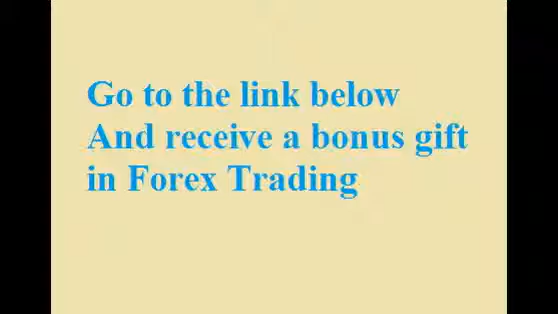 Go to the link below
And receive a bonus gift
in Forex Trading